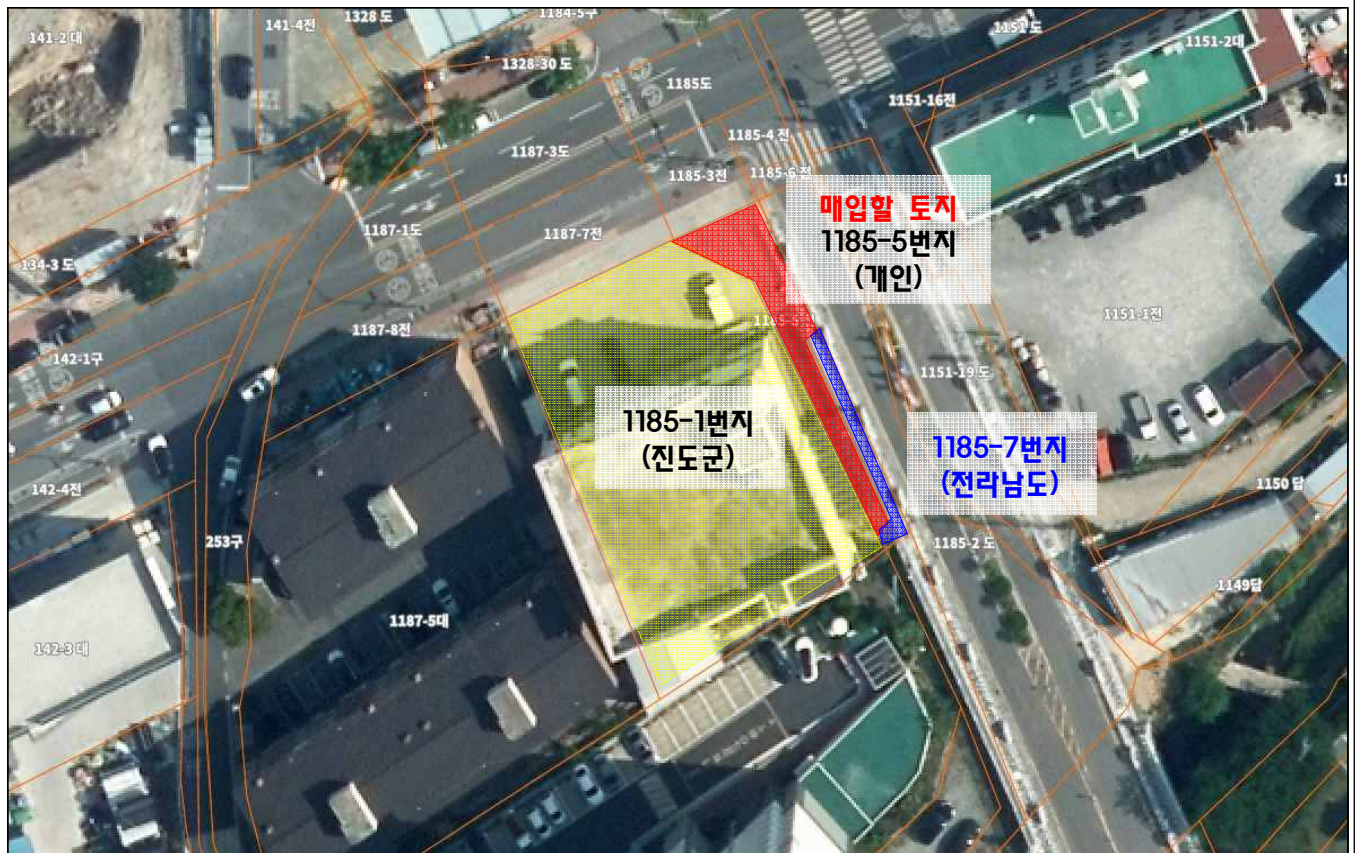 141-2 대
141-4전
1328 도
1184-5구
1151 도
1151-2대
1328-30 도
1185도
1151-16전
1187-3도
1185-4 전
1185-3전
1185-6 전
매입할 토지
1185-5번지
(개인)
1187-1도
1187-7전
134-3 도
1187-8전
1151-1전
142-1구
1151-19 도
1185-1번지
(진도군)
1185-7번지
(전라남도)
142-4전
1150 답
253구
1185-2 도
1149답
1187-5대
142-3 대